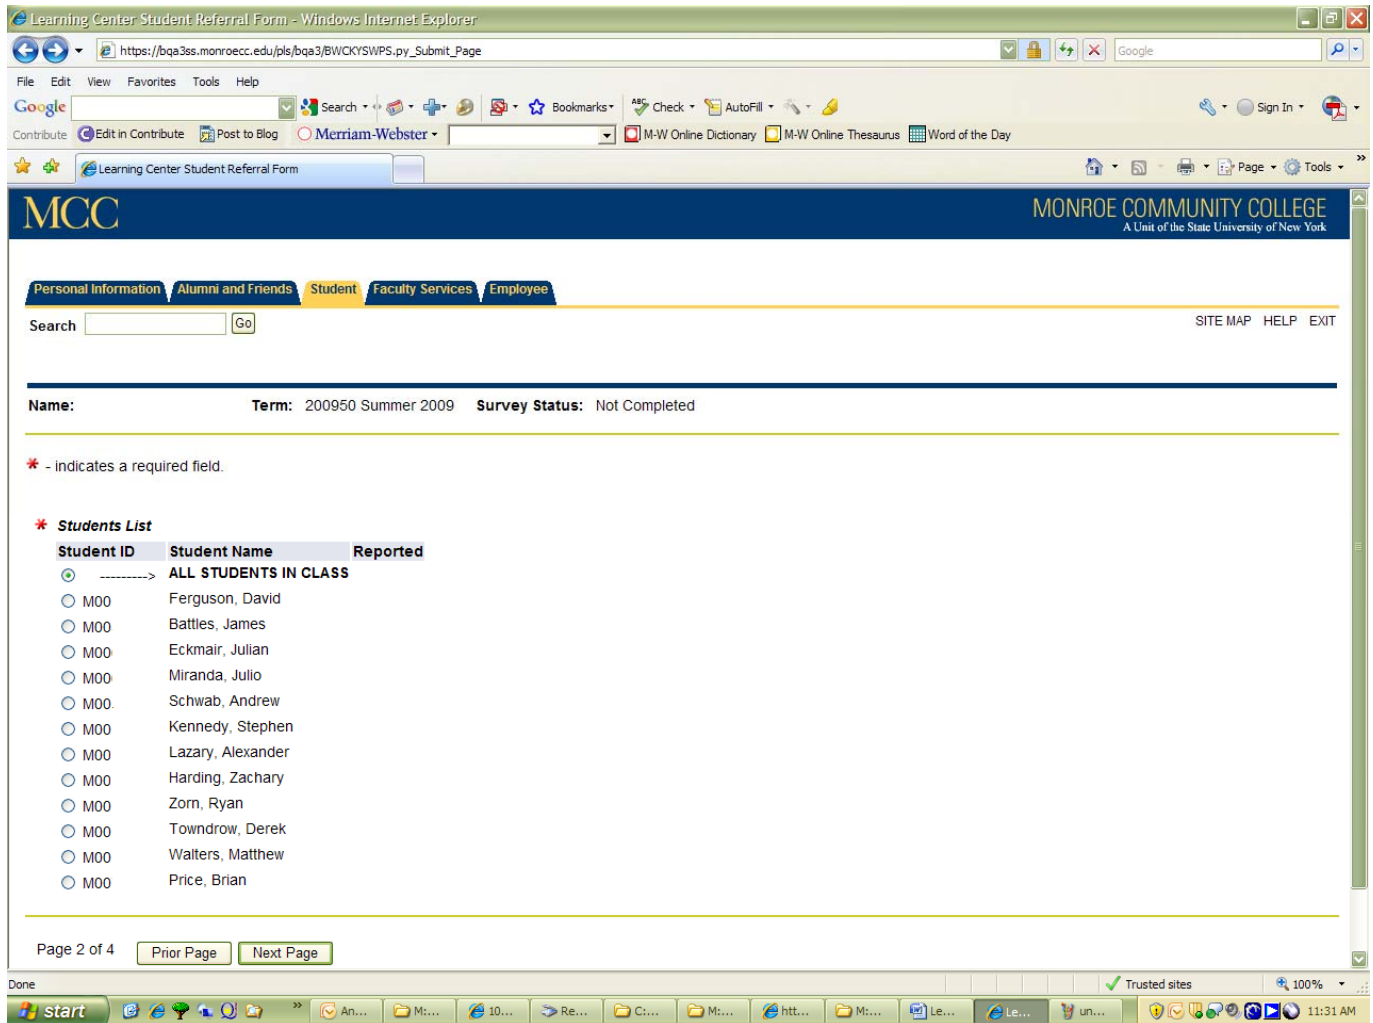 Learning Center Student Referral Form - Windows Internet Explorer
https://bqa3ss.monroecc.edu/pls/bqa3/BWCKYSWPS.py_Submit_Page
Google
File Edit View Favorites Tools Help
Google Search Bookmarks Check AutoFill Sign In
Contribute Edit in Contribute Post to Blog Merriam-Webster M-W Online Dictionary M-W Online Thesaurus Word of the Day
Learning Center Student Referral Form Page Tools
MCC MONROE COMMUNITY COLLEGE
A Unit of the State University of New York
Personal Information Alumni and Friends Student Faculty Services Employee
Search Go SITE MAP HELP EXIT
Name: Term: 200950 Summer 2009 Survey Status: Not Completed
* - indicates a required field.
* Students List
Student ID Student Name Reported
---------> ALL STUDENTS IN CLASS
M00 Ferguson, David
M00 Battles, James
M00 Eckmair, Julian
M00 Miranda, Julio
M00 Schwab, Andrew
M00 Kennedy, Stephen
M00 Lazary, Alexander
M00 Harding, Zachary
M00 Zorn, Ryan
M00 Towndrow, Derek
M00 Walters, Matthew
M00 Price, Brian
Page 2 of 4 Prior Page Next Page
Done Trusted sites 100%
start An... M:... 10... Re... C:... M:... htt... M:... Le... Le... un... 11:31 AM